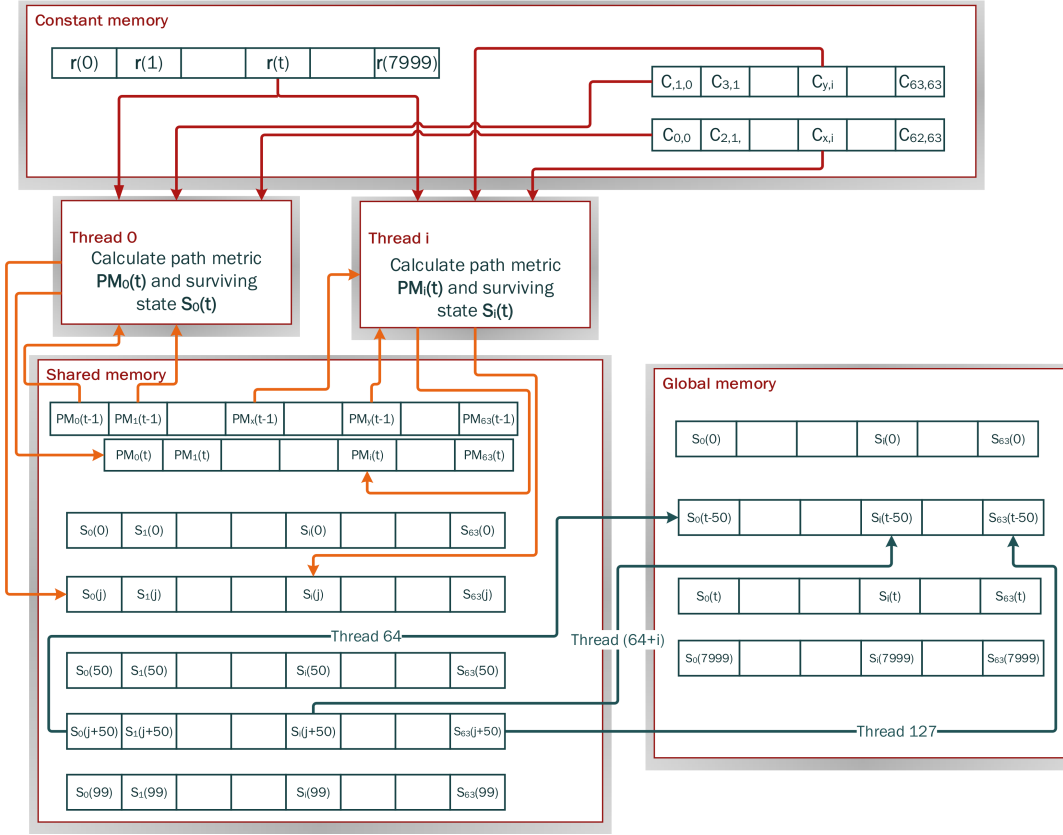 Constant memory
r(0) r(1) r(t) r(7999)
C,1,0 C3,1 Cy,i C63,63
C0,0 C2,1, Cx,i C62,63
Thread 0
Calculate path metric
PM0(t) and surviving
state S0(t)
Thread i
Calculate path metric
PMi(t) and surviving
state Si(t)
Shared memory
PM0(t-1) PM1(t-1) PMx(t-1) PMy(t-1) PM63(t-1)
PM0(t) PM1(t) PMi(t) PM63(t)
S0(0) S1(0) Si(0) S63(0)
S0(j) S1(j) Si(j) S63(j)
Thread 64
Thread (64+i)
S0(50) S1(50) Si(50) S63(50)
S0(j+50) S1(j+50) Si(j+50) S63(j+50)
Thread 127
S0(99) S1(99) Si(99) S63(99)
Global memory
S0(0) Si(0) S63(0)
S0(t-50) Si(t-50) S63(t-50)
S0(t) Si(t) S63(t)
S0(7999) Si(7999) S63(7999)